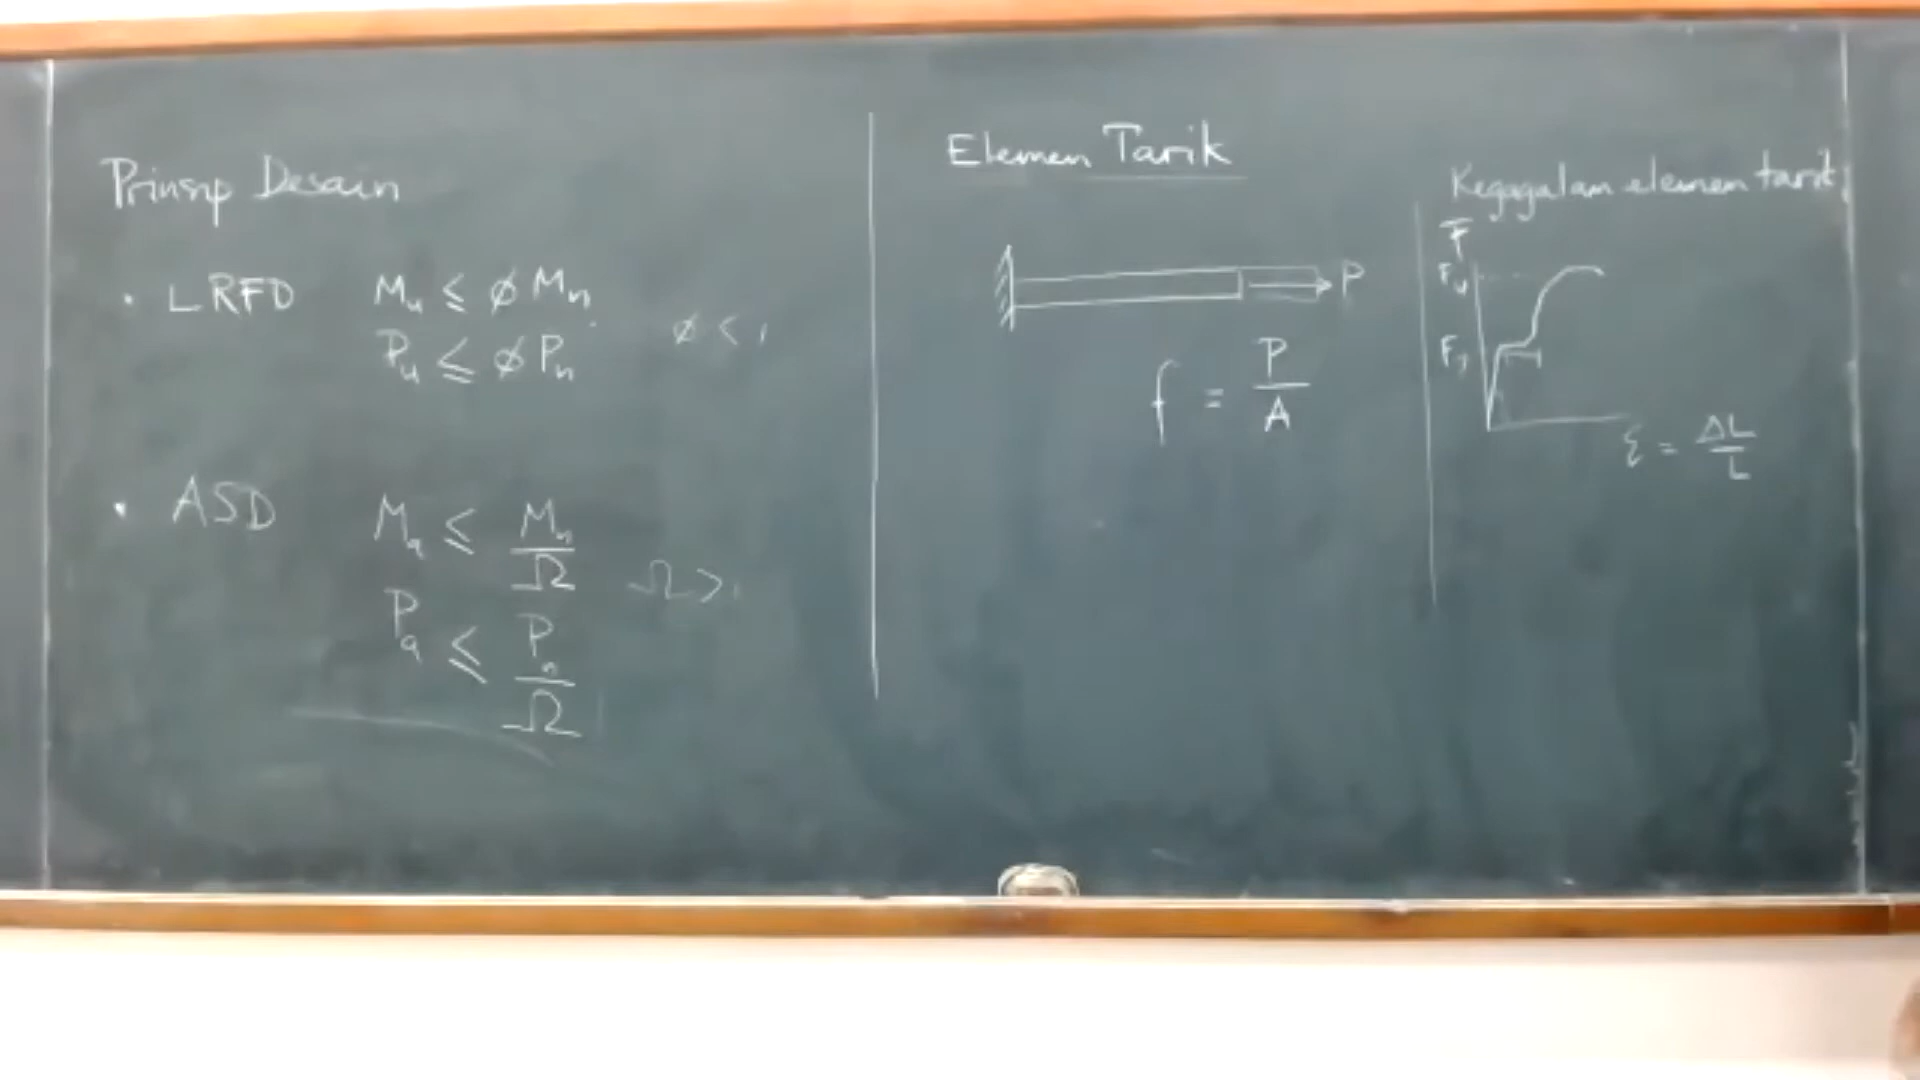 Prinsip Desain
• LRFD Mu ≤ ø Mn
Pu ≤ ø Pn
ø < 1
• ASD Ma ≤ Mn/Ω
Pa ≤ Pn/Ω
Ω > 1
Elemen Tarik
P
f = P/A
Kegagalan elemen tarik
F
Fu
Fy
ε = ΔL/L